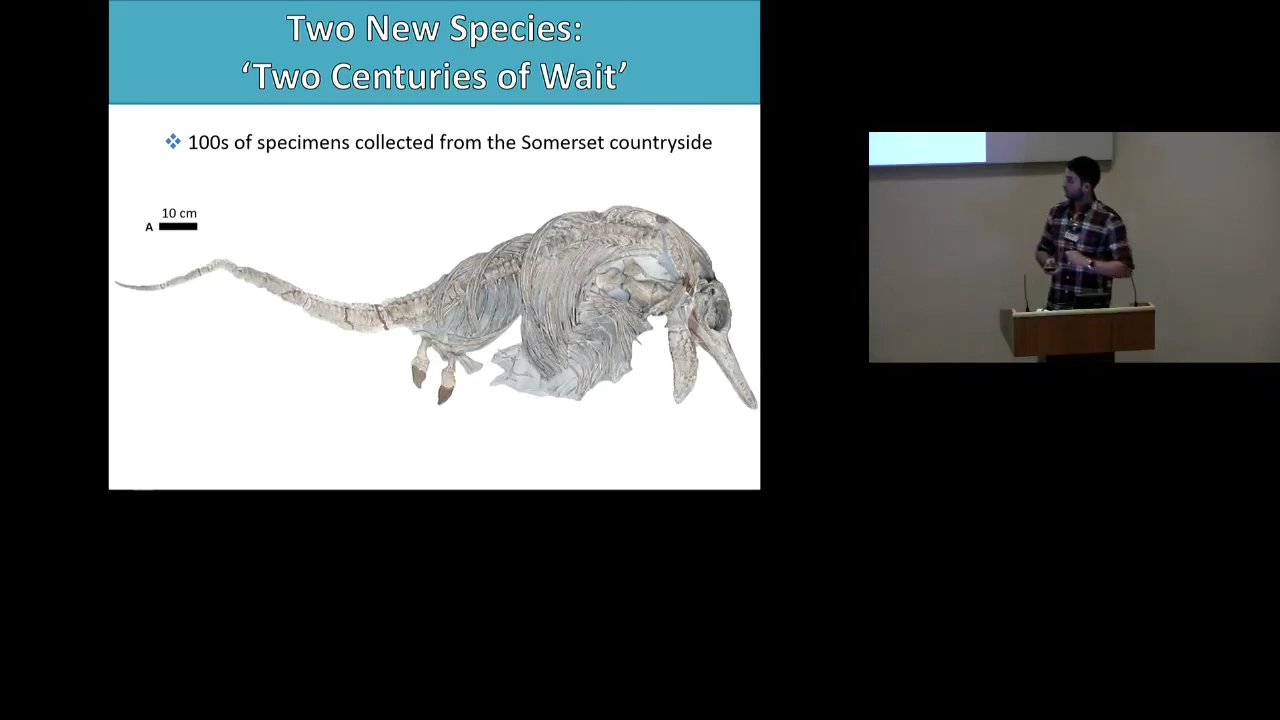 Two New Species:
‘Two Centuries of Wait’
❖ 100s of specimens collected from the Somerset countryside
10 cm
A